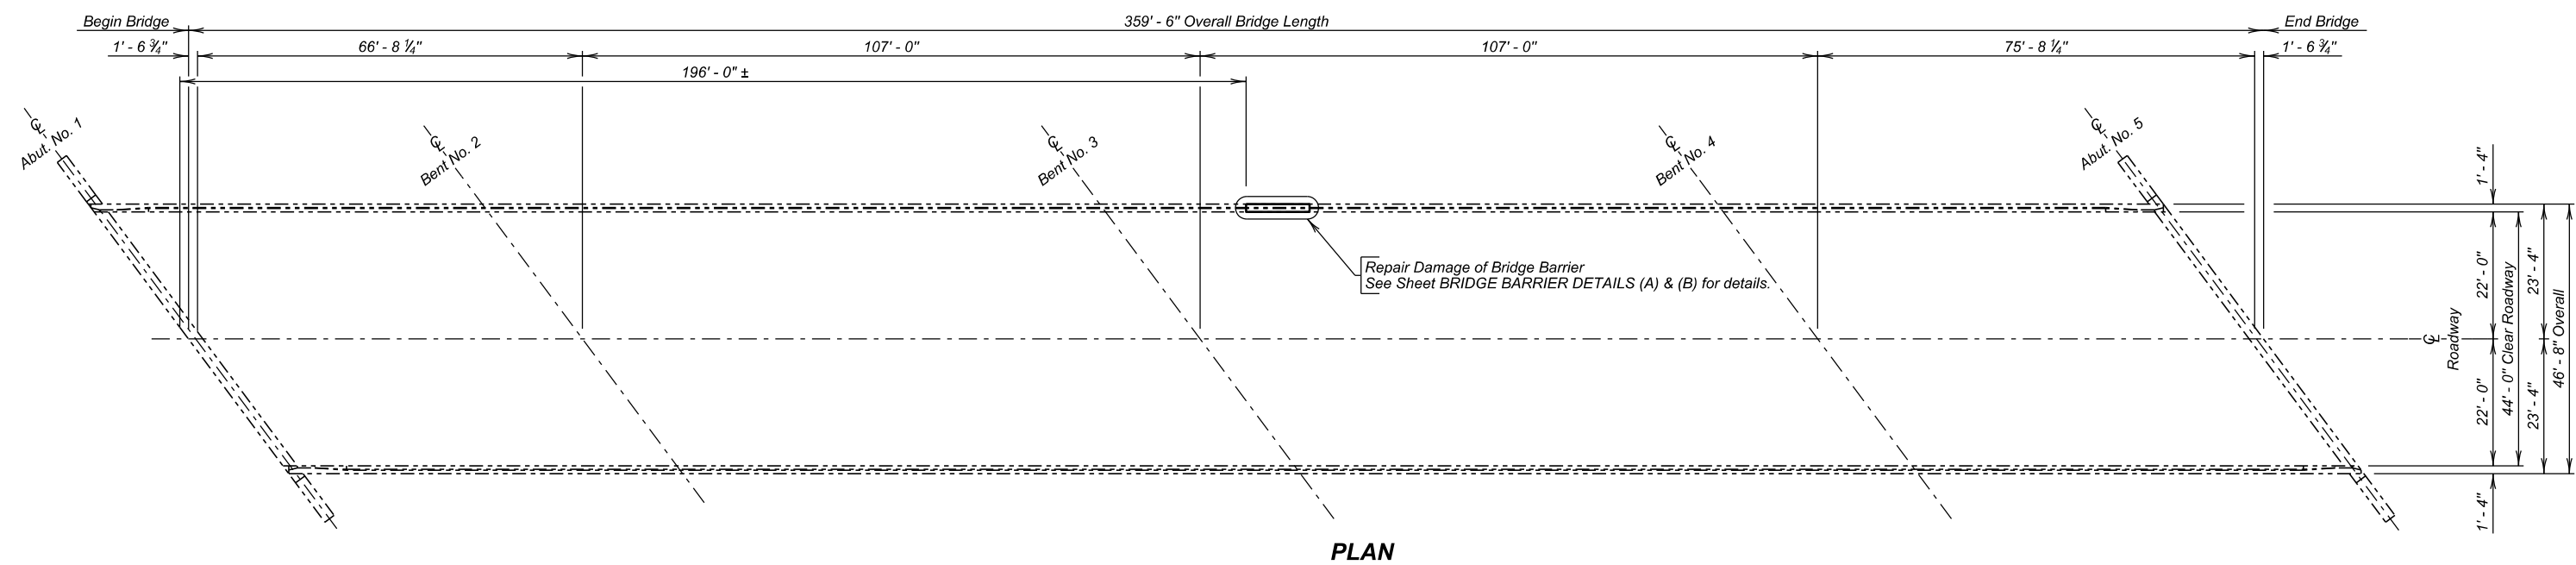 Begin Bridge
359' - 6" Overall Bridge Length
End Bridge
1' - 6 ¾"
66' - 8 ¼"
107' - 0"
107' - 0"
75' - 8 ¼"
1' - 6 ¾"
196' - 0" ±
℄
Abut. No. 1
℄
Bent No. 2
℄
Bent No. 3
℄
Bent No. 4
℄
Abut. No. 5
Repair Damage of Bridge Barrier
See Sheet BRIDGE BARRIER DETAILS (A) & (B) for details.
℄
Roadway
1' - 4"
22' - 0"
22' - 0"
1' - 4"
44' - 0" Clear Roadway
23' - 4"
23' - 4"
46' - 8" Overall
PLAN